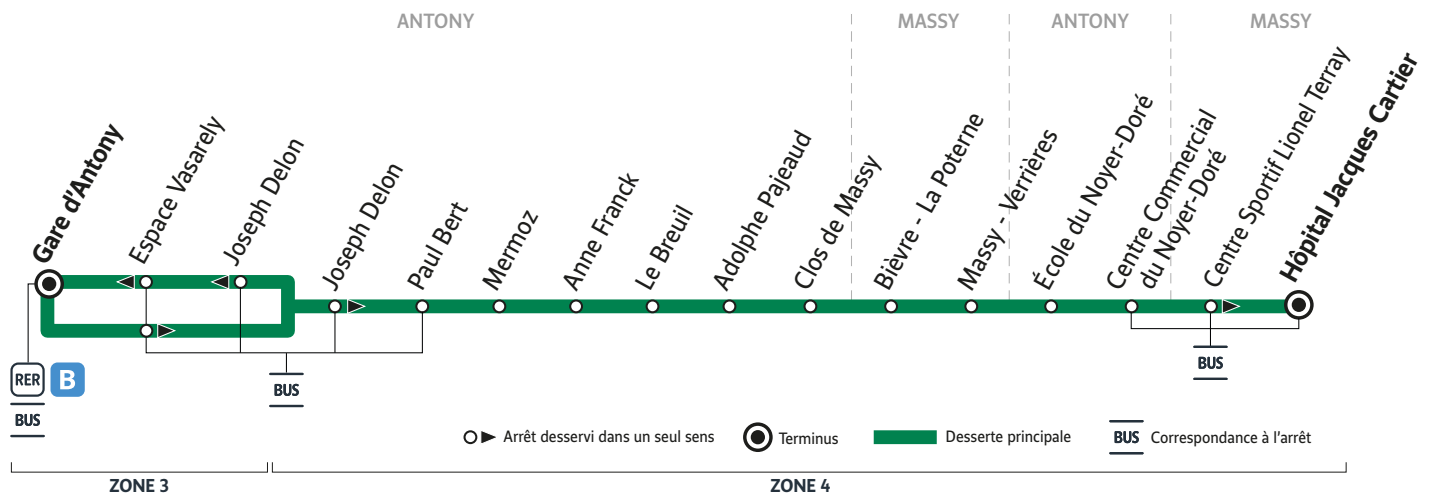 ANTONY
MASSY
ANTONY
MASSY
Gare d'Antony
Espace Vasarely
Joseph Delon
Joseph Delon
Paul Bert
Mermoz
Anne Franck
Le Breuil
Adolphe Pajeaud
Clos de Massy
Bièvre - La Poterne
Massy - Verrières
École du Noyer-Doré
Centre Commercial
du Noyer-Doré
Centre Sportif Lionel Terray
Hôpital Jacques Cartier
RER B
BUS
BUS
BUS
Arrêt desservi dans un seul sens
Terminus
Desserte principale
BUS Correspondance à l'arrêt
ZONE 3
ZONE 4